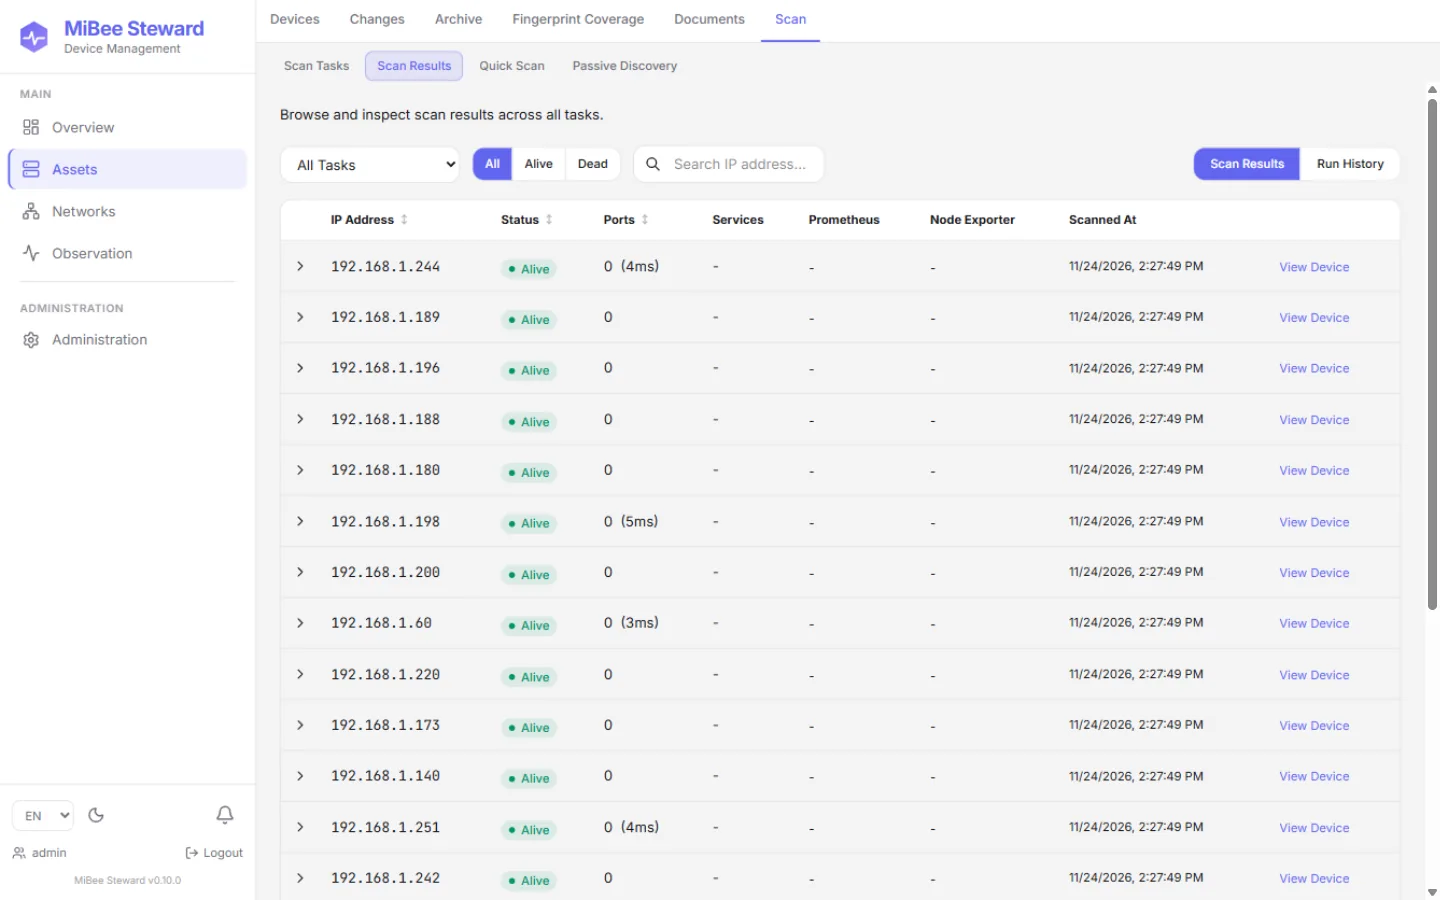 MiBee Steward
Device Management
MAIN
Overview
Assets
Networks
Observation
ADMINISTRATION
Administration
EN
admin
Logout
MiBee Steward v0.10.0
Devices Changes Archive Fingerprint Coverage Documents Scan
Scan Tasks Scan Results Quick Scan Passive Discovery
Browse and inspect scan results across all tasks.
All Tasks All Alive Dead Search IP address... Scan Results Run History
IP Address Status Ports Services Prometheus Node Exporter Scanned At
192.168.1.244 Alive 0 (4ms) - - - 11/24/2026, 2:27:49 PM View Device
192.168.1.189 Alive 0 - - - 11/24/2026, 2:27:49 PM View Device
192.168.1.196 Alive 0 - - - 11/24/2026, 2:27:49 PM View Device
192.168.1.188 Alive 0 - - - 11/24/2026, 2:27:49 PM View Device
192.168.1.180 Alive 0 - - - 11/24/2026, 2:27:49 PM View Device
192.168.1.198 Alive 0 (5ms) - - - 11/24/2026, 2:27:49 PM View Device
192.168.1.200 Alive 0 - - - 11/24/2026, 2:27:49 PM View Device
192.168.1.60 Alive 0 (3ms) - - - 11/24/2026, 2:27:49 PM View Device
192.168.1.220 Alive 0 - - - 11/24/2026, 2:27:49 PM View Device
192.168.1.173 Alive 0 - - - 11/24/2026, 2:27:49 PM View Device
192.168.1.140 Alive 0 - - - 11/24/2026, 2:27:49 PM View Device
192.168.1.251 Alive 0 (4ms) - - - 11/24/2026, 2:27:49 PM View Device
192.168.1.242 Alive 0 - - - 11/24/2026, 2:27:49 PM View Device